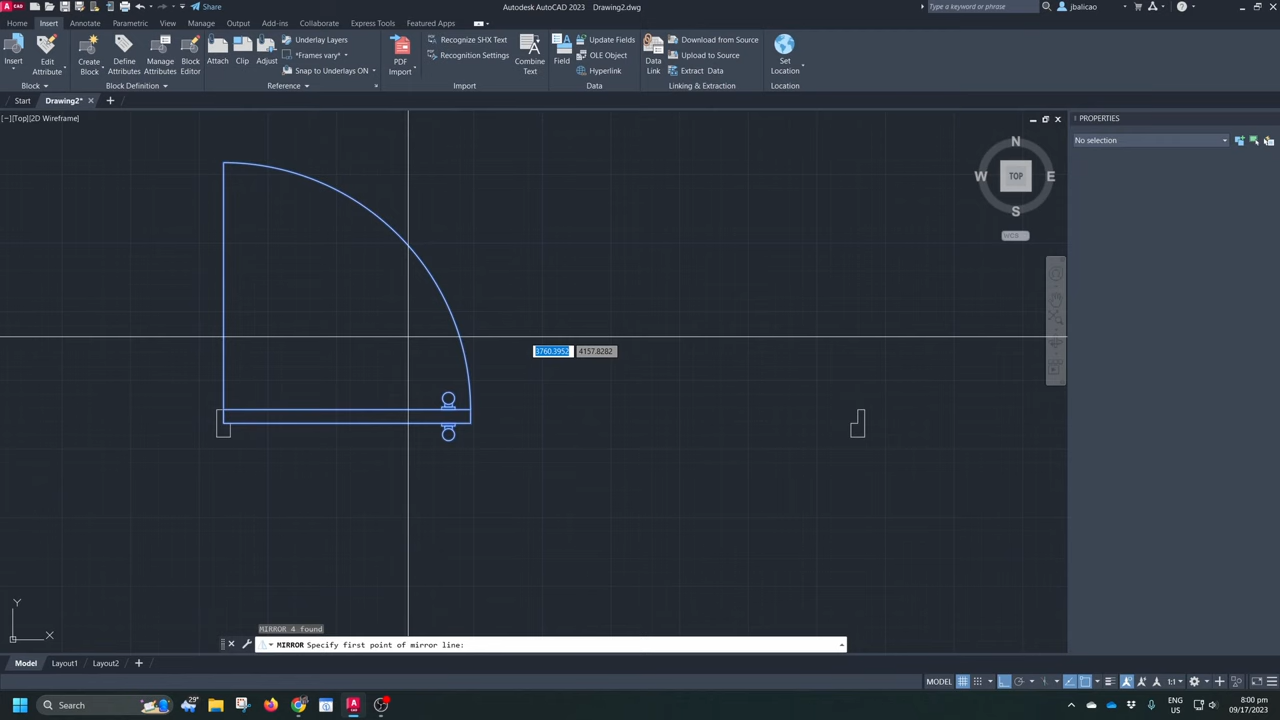 CAD
Share
Autodesk AutoCAD 2023 Drawing2.dwg
Type a keyword or phrase
jbalicao
Home Insert Annotate Parametric View Manage Output Add-ins Collaborate Express Tools Featured Apps
Insert
Edit Attribute
Create Block
Define Attributes
Manage Attributes
Block Editor
Attach
Clip
Adjust
Underlay Layers
*Frames vary*
Snap to Underlays ON
PDF Import
Recognize SHX Text
Recognition Settings
Combine Text
Field
Update Fields
OLE Object
Hyperlink
Data Link
Download from Source
Upload to Source
Extract Data
Set Location
Block Block Definition Reference Import Data Linking & Extraction Location
Start Drawing2*
[−][Top][2D Wireframe]
PROPERTIES
No selection
N
W TOP E
S
WCS
3760.3952 4157.8282
Y
X
MIRROR 4 found
MIRROR Specify first point of mirror line:
Model Layout1 Layout2
MODEL 1:1
Search
29°
ENG
US
8:00 pm
09/17/2023